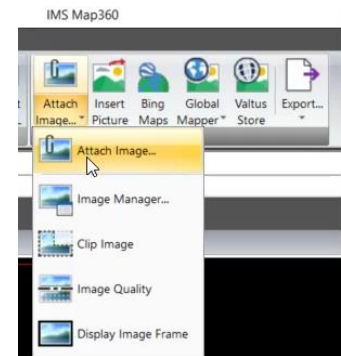 IMS Map360
Attach Insert Bing Global Valtus Export...
Image... Picture Maps Mapper Store
Attach Image...
Image Manager...
Clip Image
Image Quality
Display Image Frame